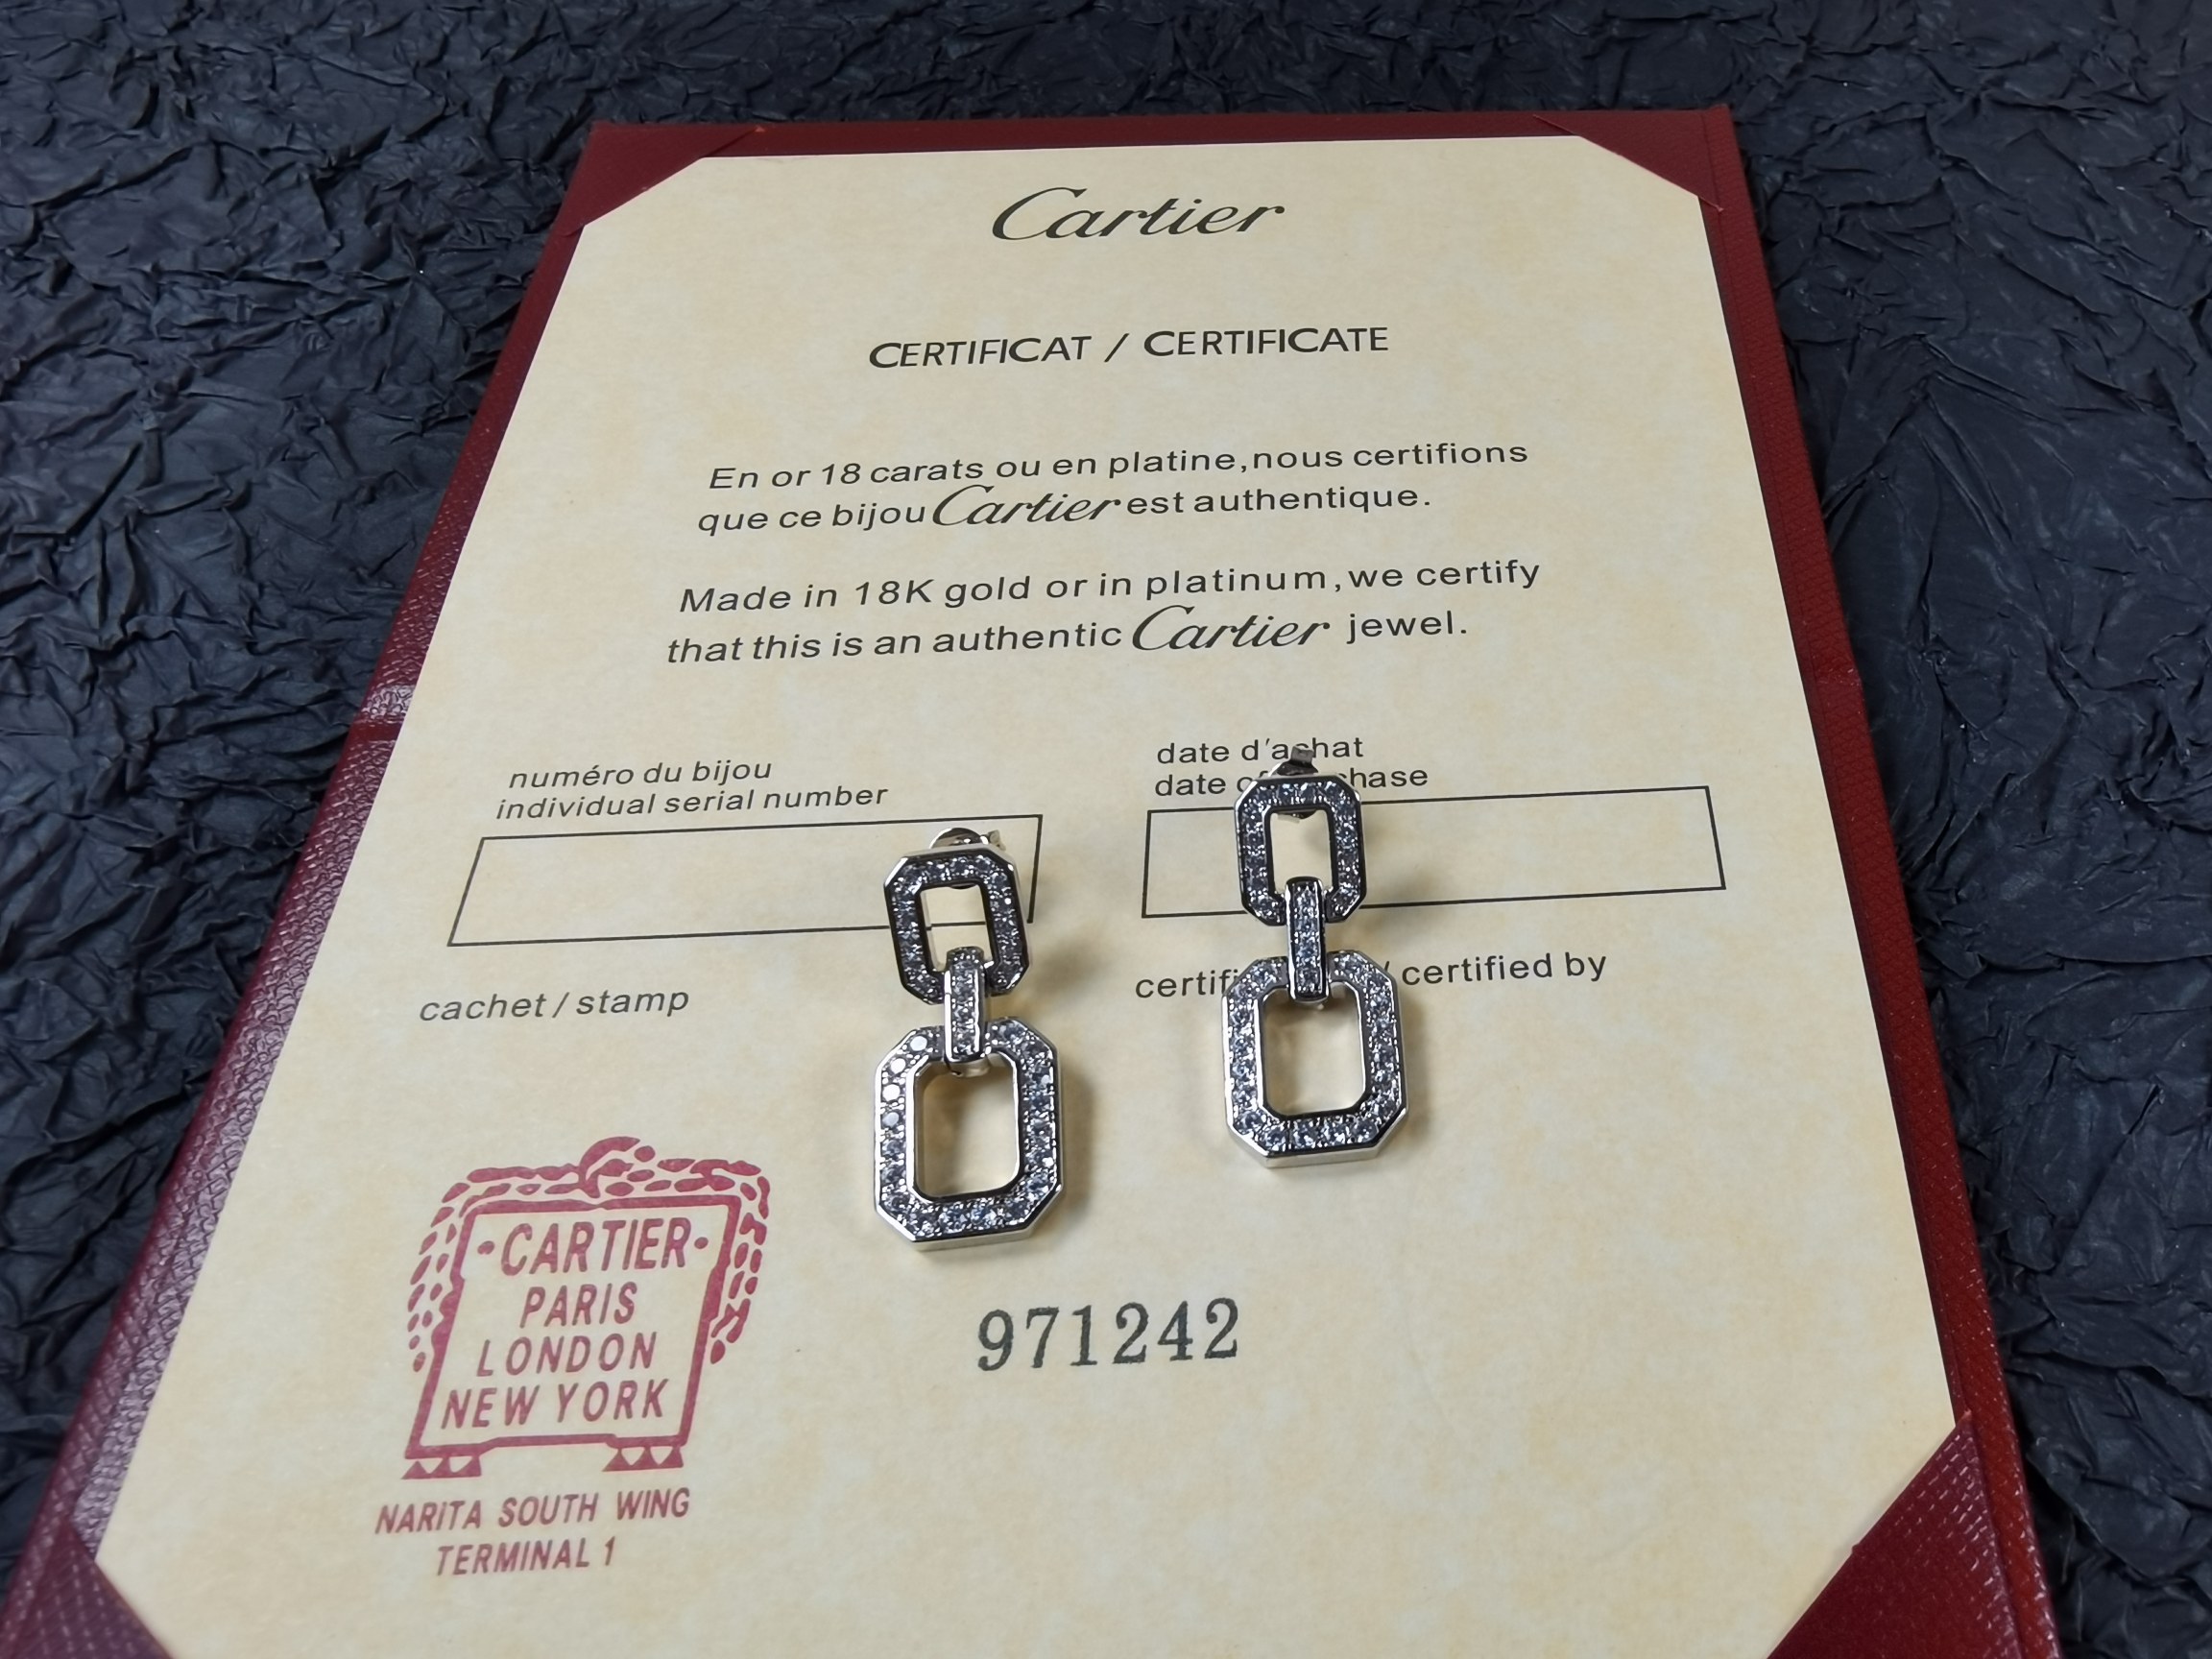 Cartier
CERTIFICAT / CERTIFICATE
En or 18 carats ou en platine, nous certifions
que ce bijou Cartier est authentique.
Made in 18K gold or in platinum, we certify
that this is an authentic Cartier jewel.
numéro du bijou
individual serial number
date d'achat
date
cachet / stamp
certified by
971242
·CARTIER·
PARIS
LONDON
NEW YORK
NARITA SOUTH WING
TERMINAL 1